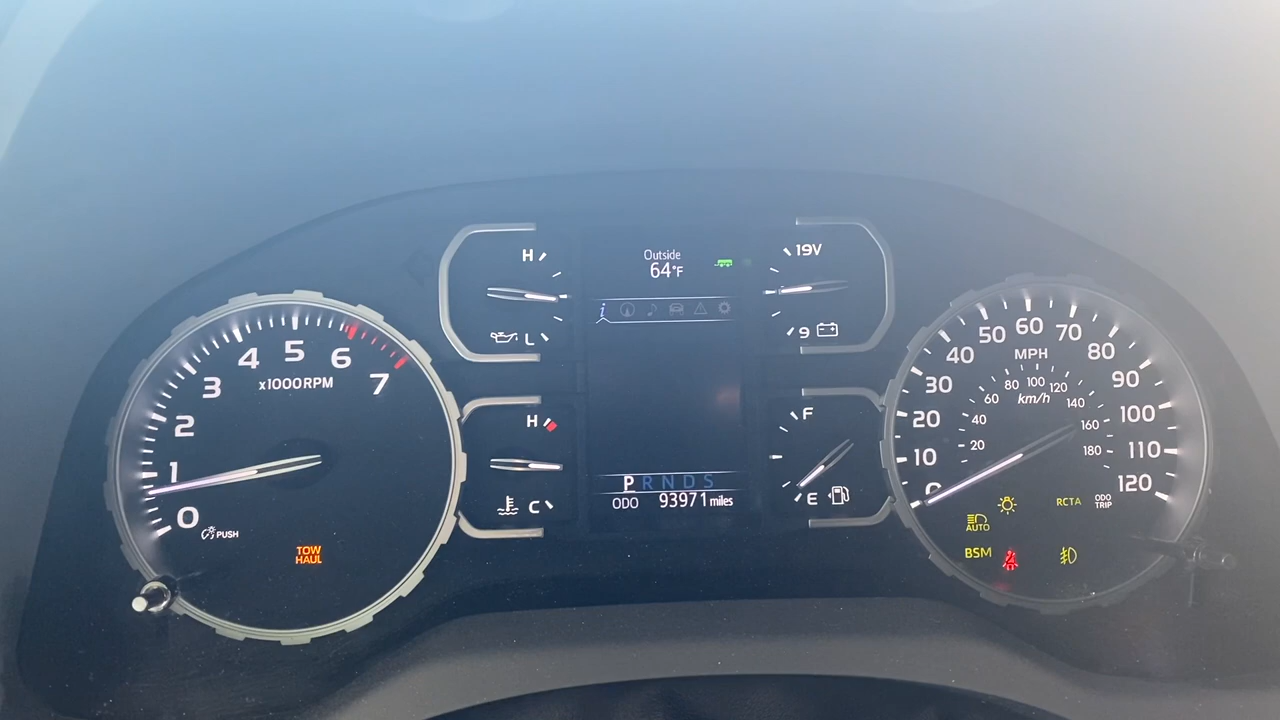 0
1
2
3
4
5
6
7
x1000RPM
PUSH
TOW
HAUL
H
L
H
C
Outside
64°F
i
P R N D S
ODO 93971 miles
19V
9
F
E
0
10
20
30
40
50
60
70
80
90
100
110
120
MPH
20
40
60
80
100
120
140
160
180
km/h
AUTO
RCTA
ODO
TRIP
BSM